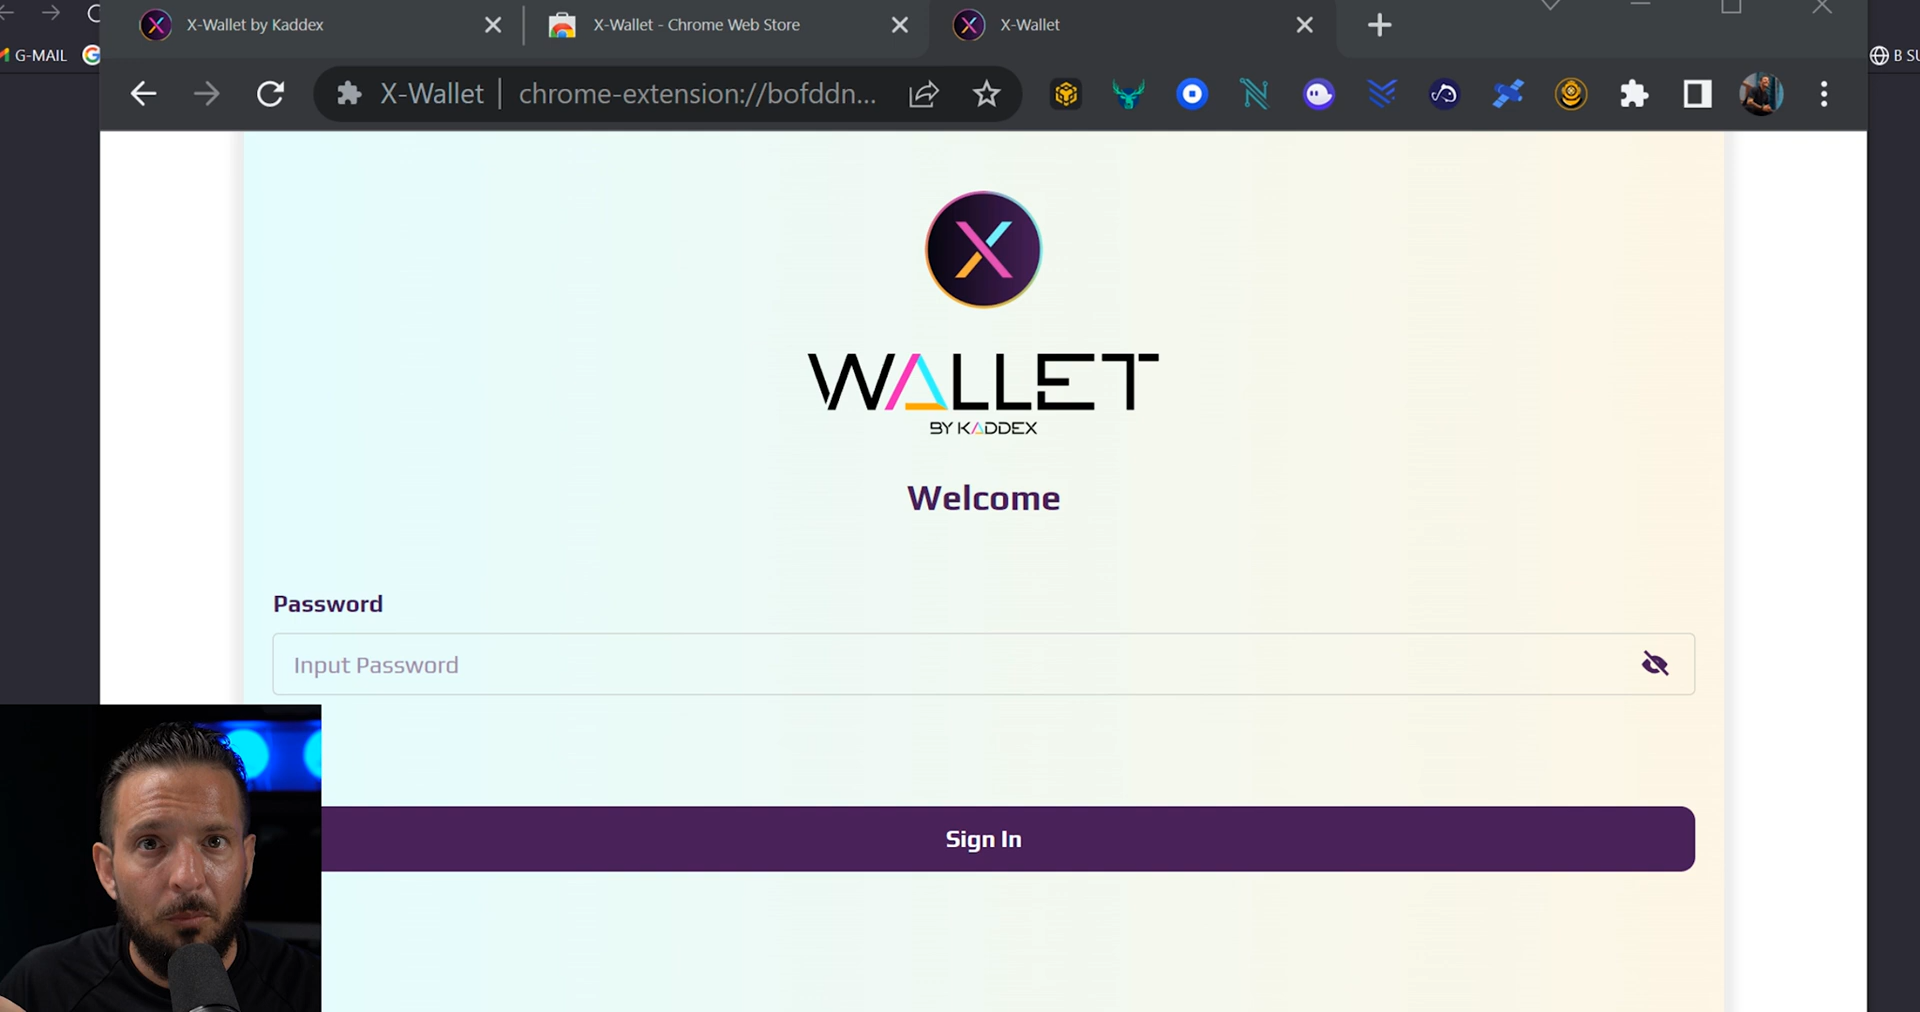 X-Wallet by Kaddex
X-Wallet - Chrome Web Store
X-Wallet
G-MAIL
B SU
X-Wallet
chrome-extension://bofddn...
WALLET
BY KADDEX
Welcome
Password
Input Password
Sign In